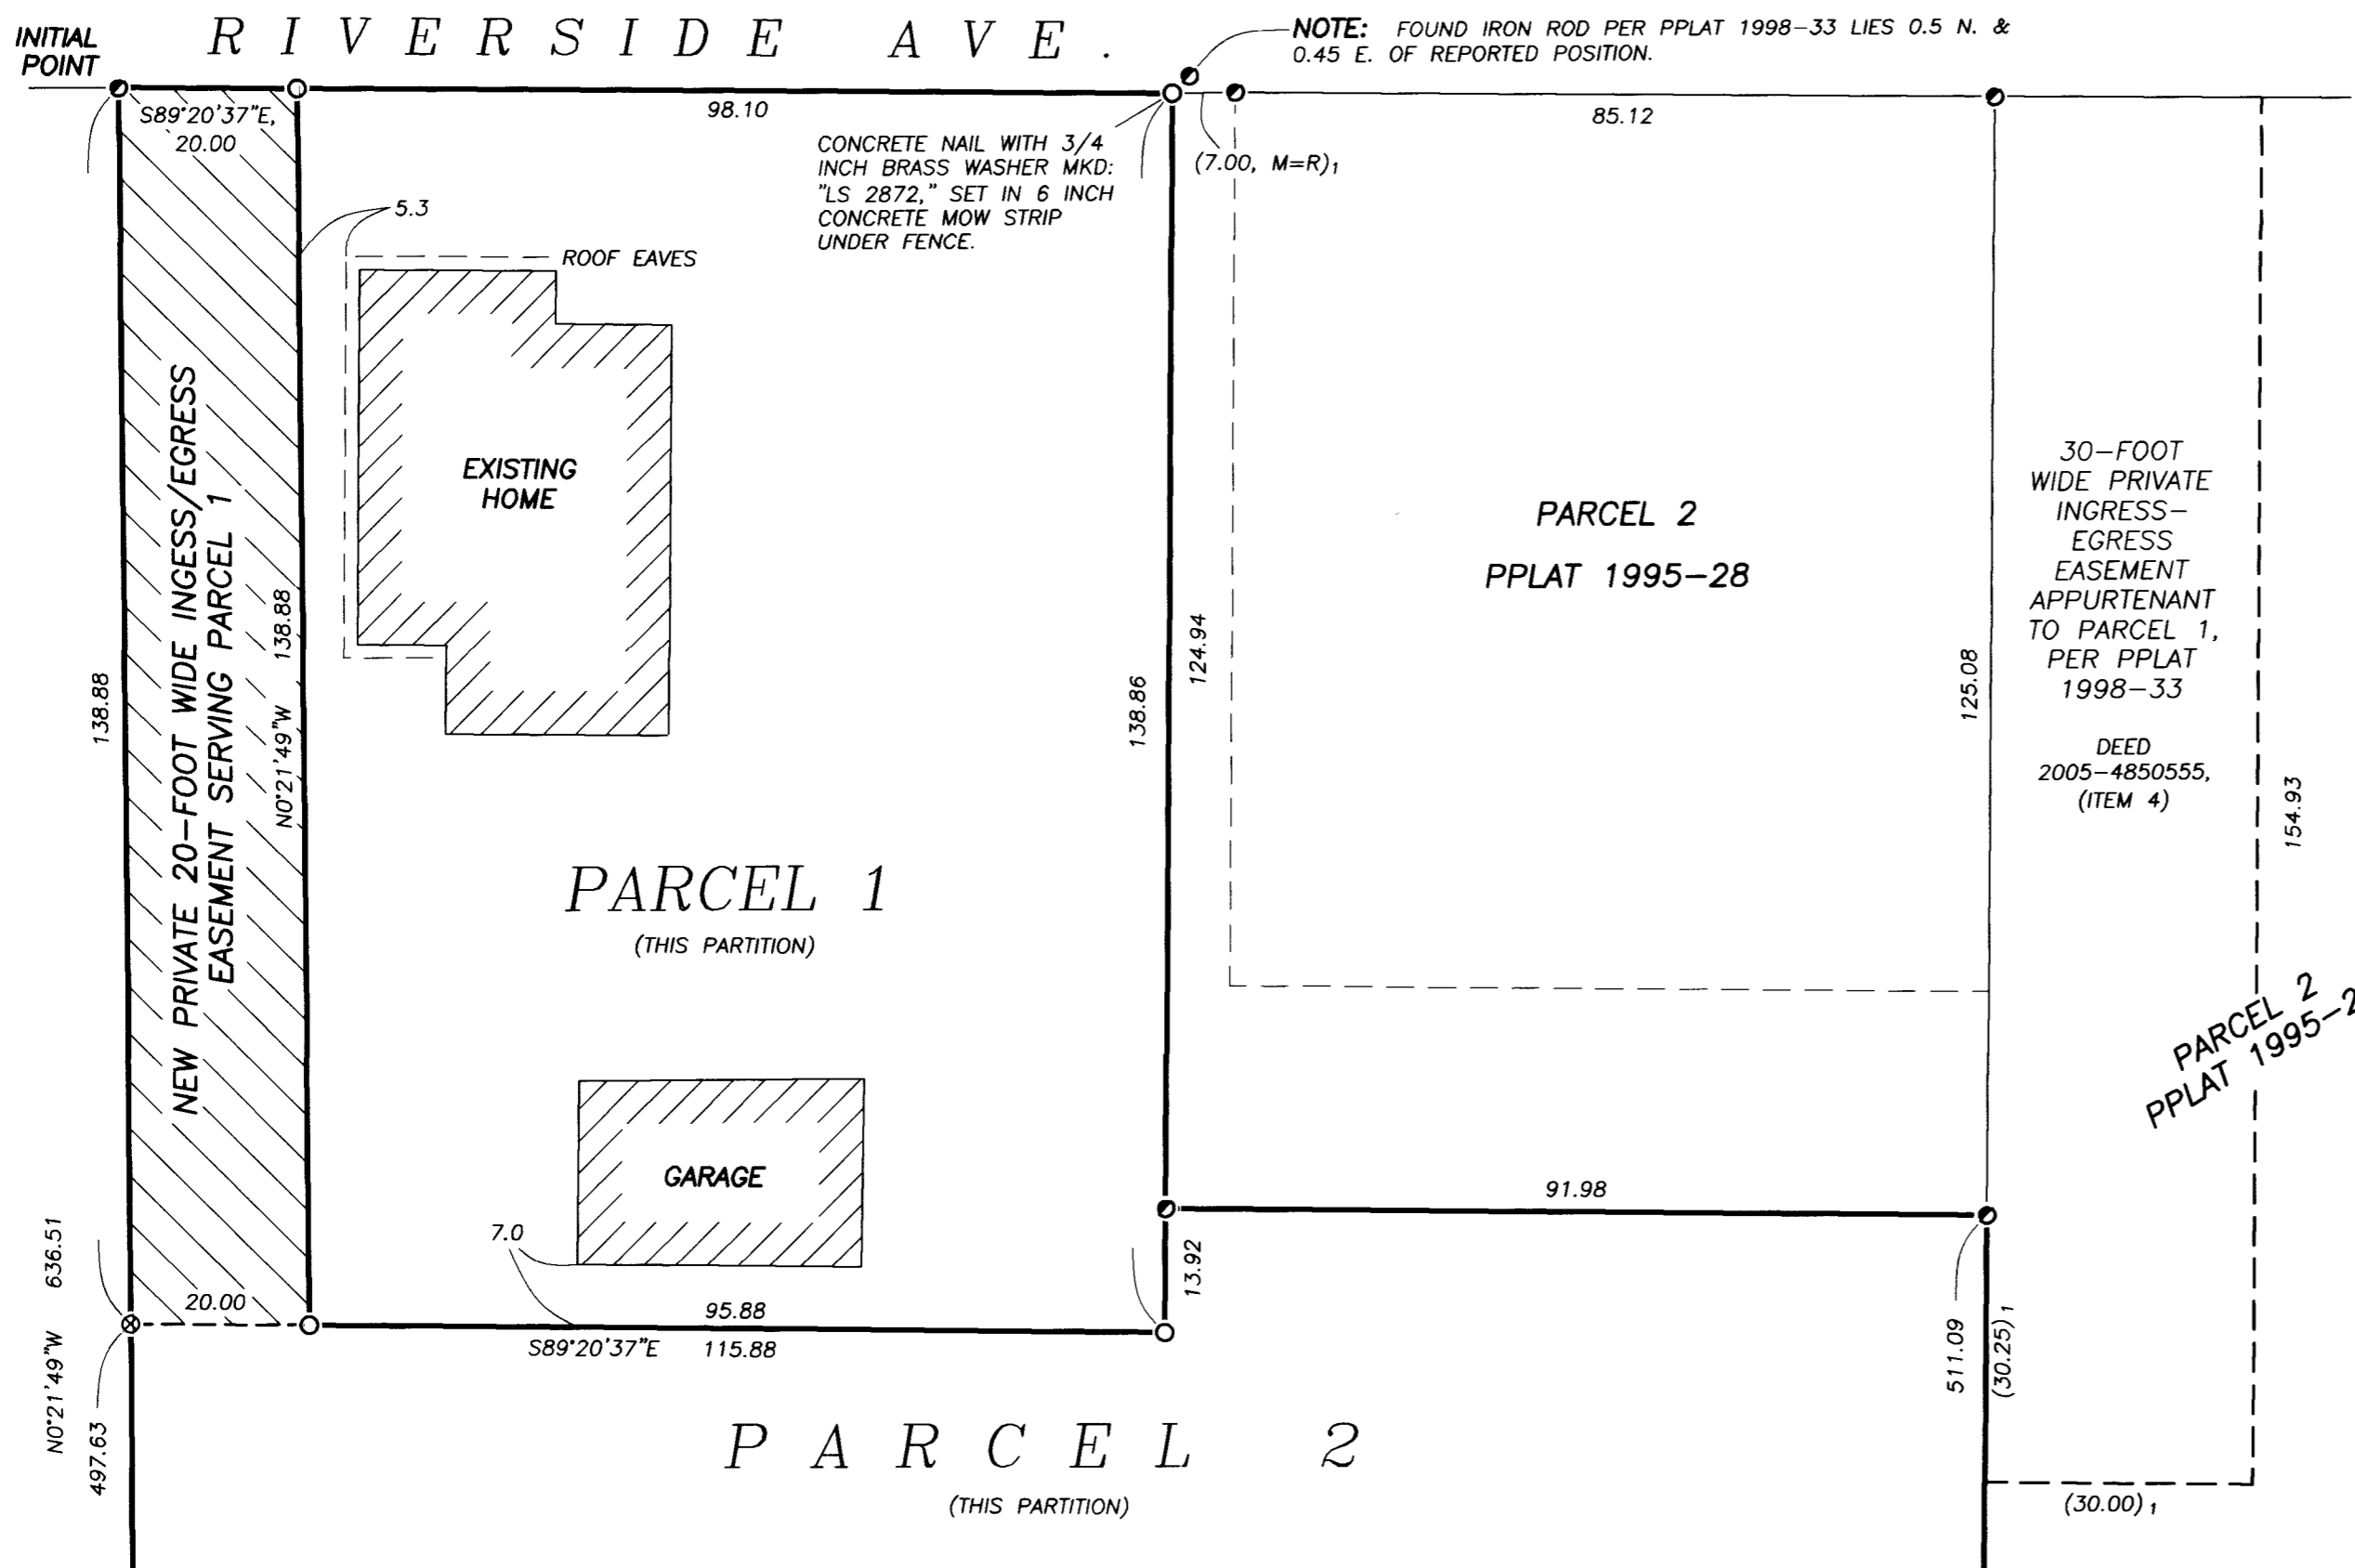 RIVERSIDE AVE.
INITIAL
POINT
NOTE: FOUND IRON ROD PER PPLAT 1998-33 LIES 0.5 N. &
0.45 E. OF REPORTED POSITION.
S89°20'37"E,
20.00
98.10
85.12
CONCRETE NAIL WITH 3/4
INCH BRASS WASHER MKD:
"LS 2872," SET IN 6 INCH
CONCRETE MOW STRIP
UNDER FENCE.
(7.00, M=R)1
5.3
ROOF EAVES
EXISTING
HOME
NEW PRIVATE 20-FOOT WIDE INGESS/EGRESS
EASEMENT SERVING PARCEL 1
138.88
N0°21'49"W 138.88
138.86
124.94
125.08
PARCEL 2
PPLAT 1995-28
30-FOOT
WIDE PRIVATE
INGRESS-
EGRESS
EASEMENT
APPURTENANT
TO PARCEL 1,
PER PPLAT
1998-33
DEED
2005-4850555,
(ITEM 4)
154.93
PARCEL 1
(THIS PARTITION)
PARCEL 2
PPLAT 1995-2
GARAGE
7.0
91.98
13.92
20.00
95.88
S89°20'37"E 115.88
N0°21'49"W 636.51
497.63
511.09
(30.25)1
(30.00)1
PARCEL 2
(THIS PARTITION)